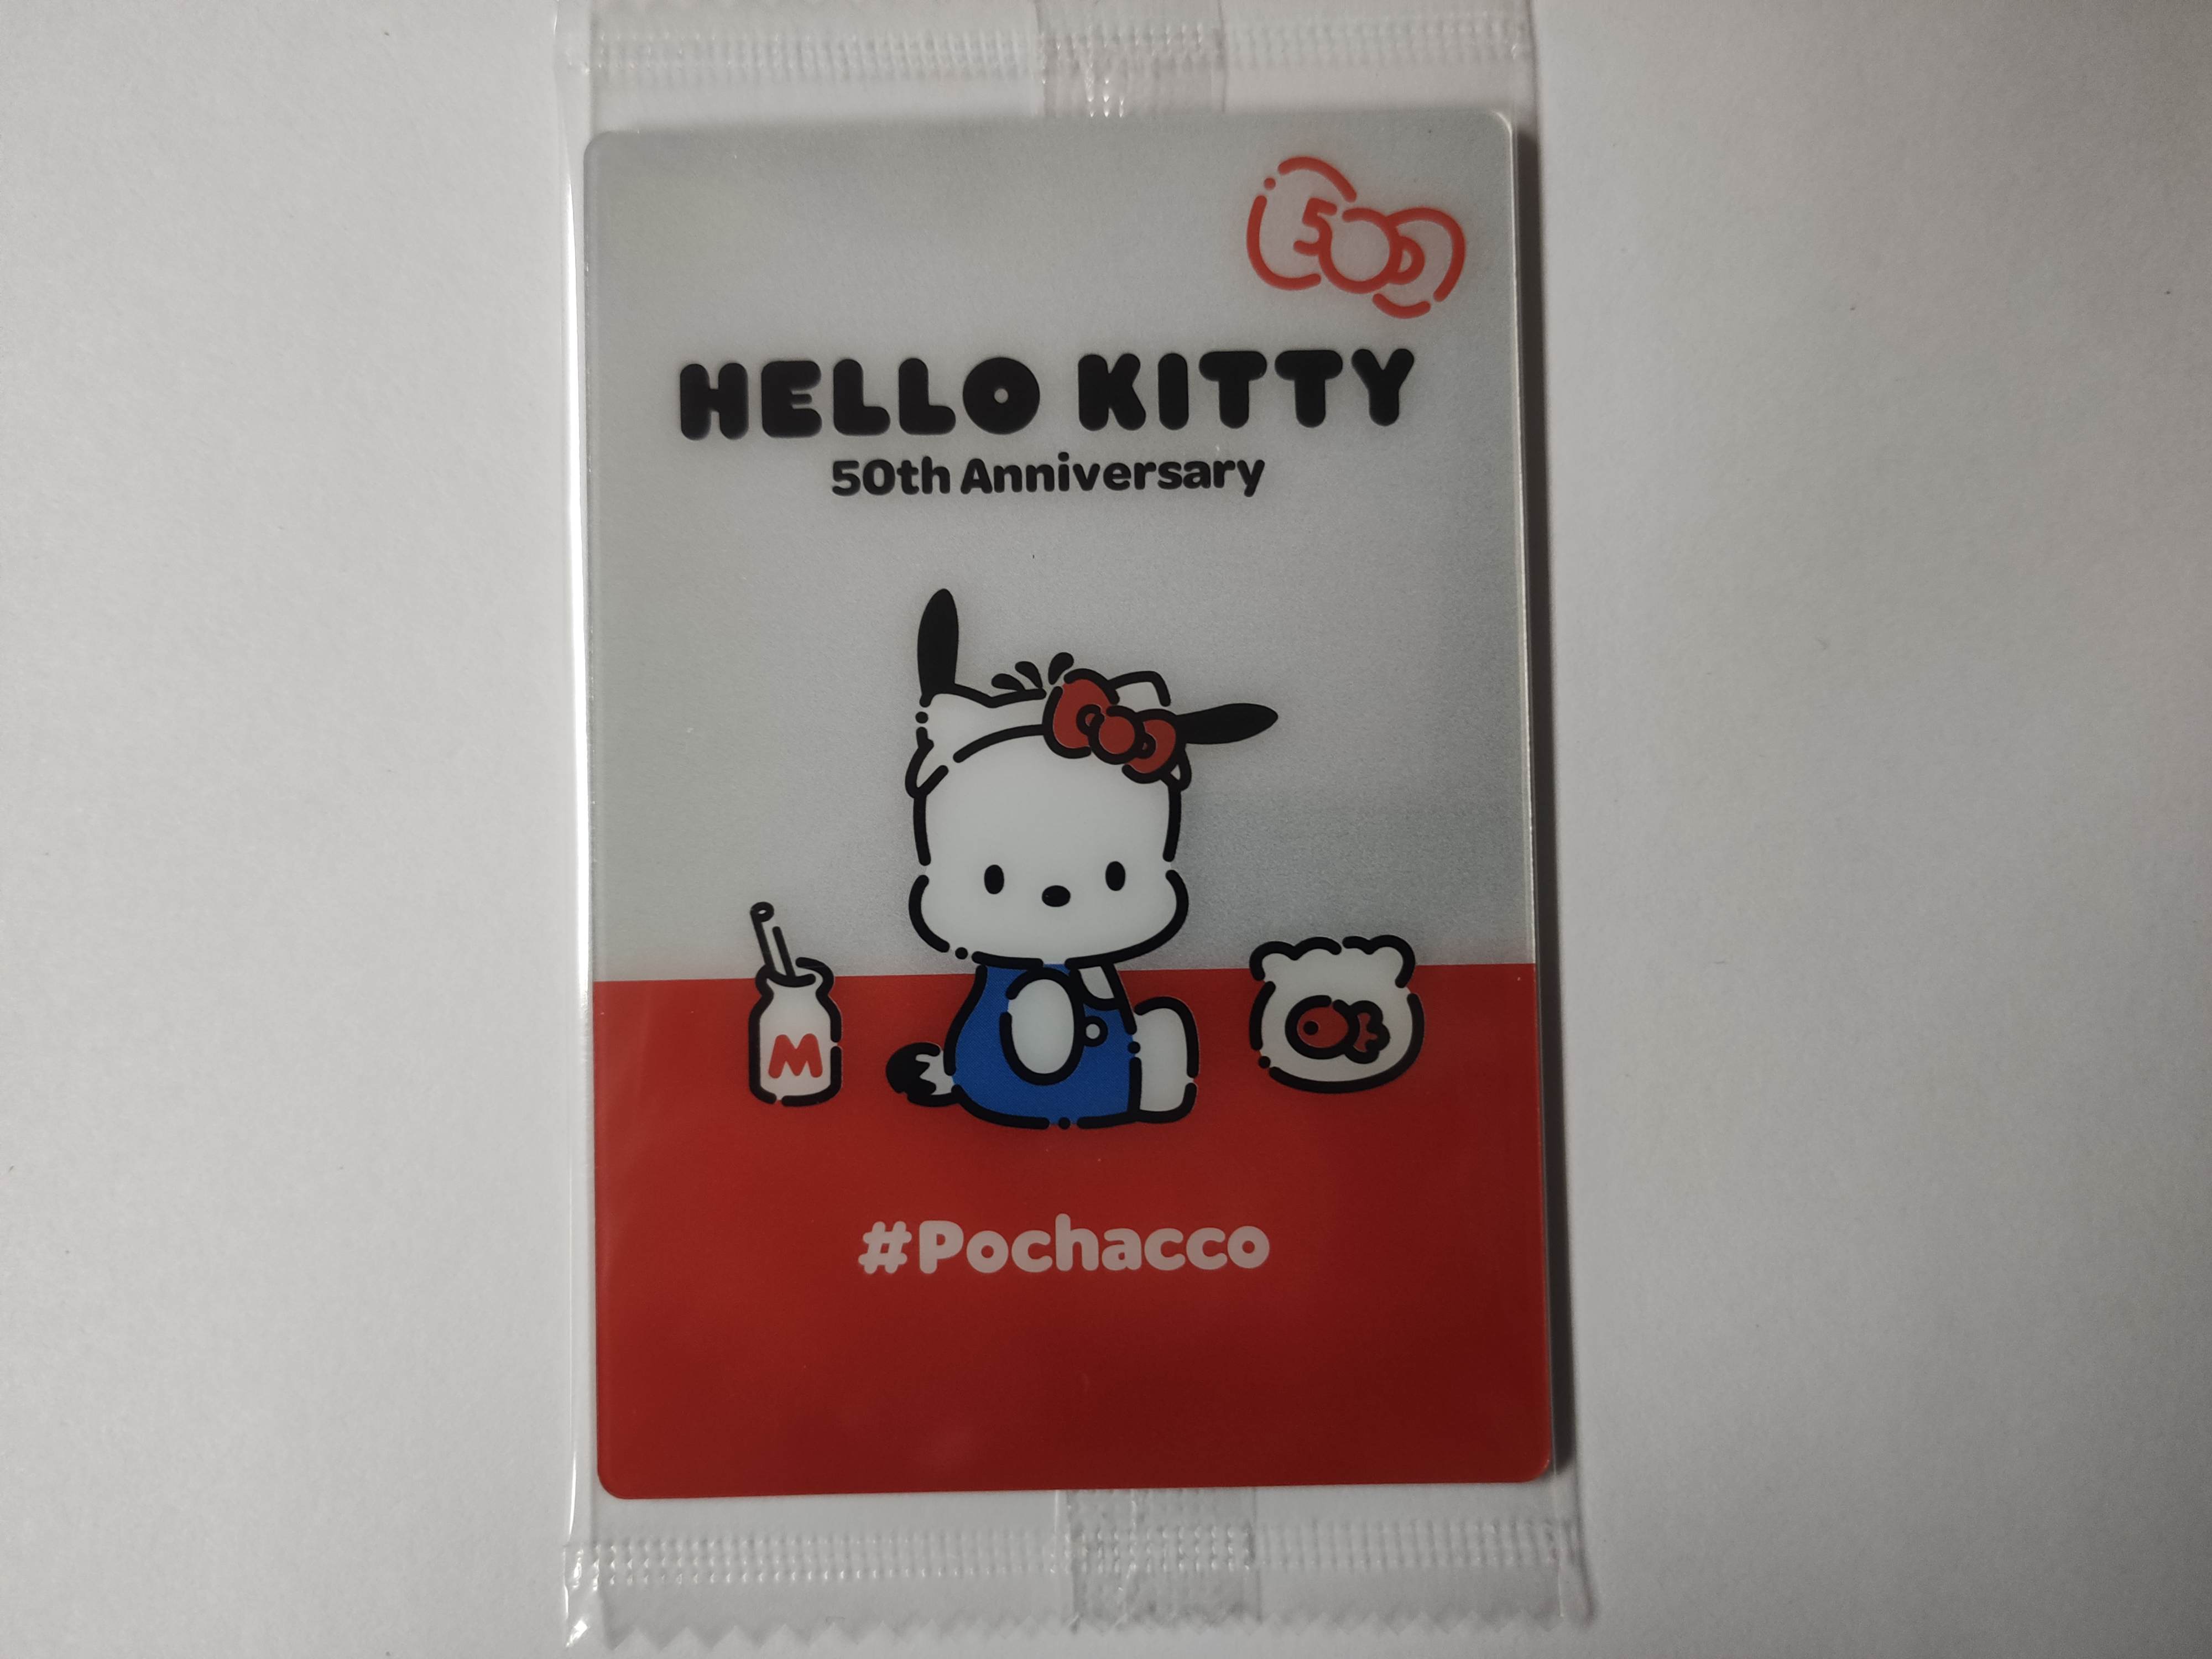 50
HELLO KITTY
50th Anniversary
M
#Pochacco